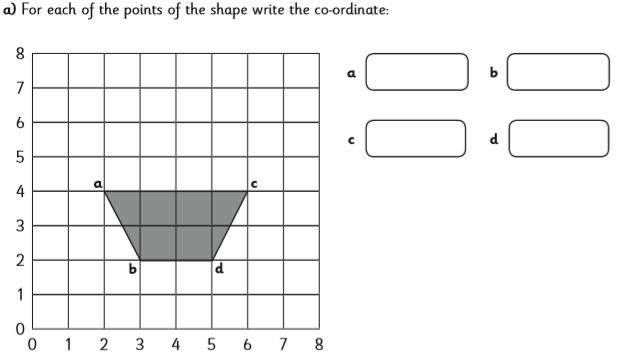 a) For each of the points of the shape write the co-ordinate:
8
7
6
5
4
3
2
1
0
a
c
b
d
0 1 2 3 4 5 6 7 8
a b
c d